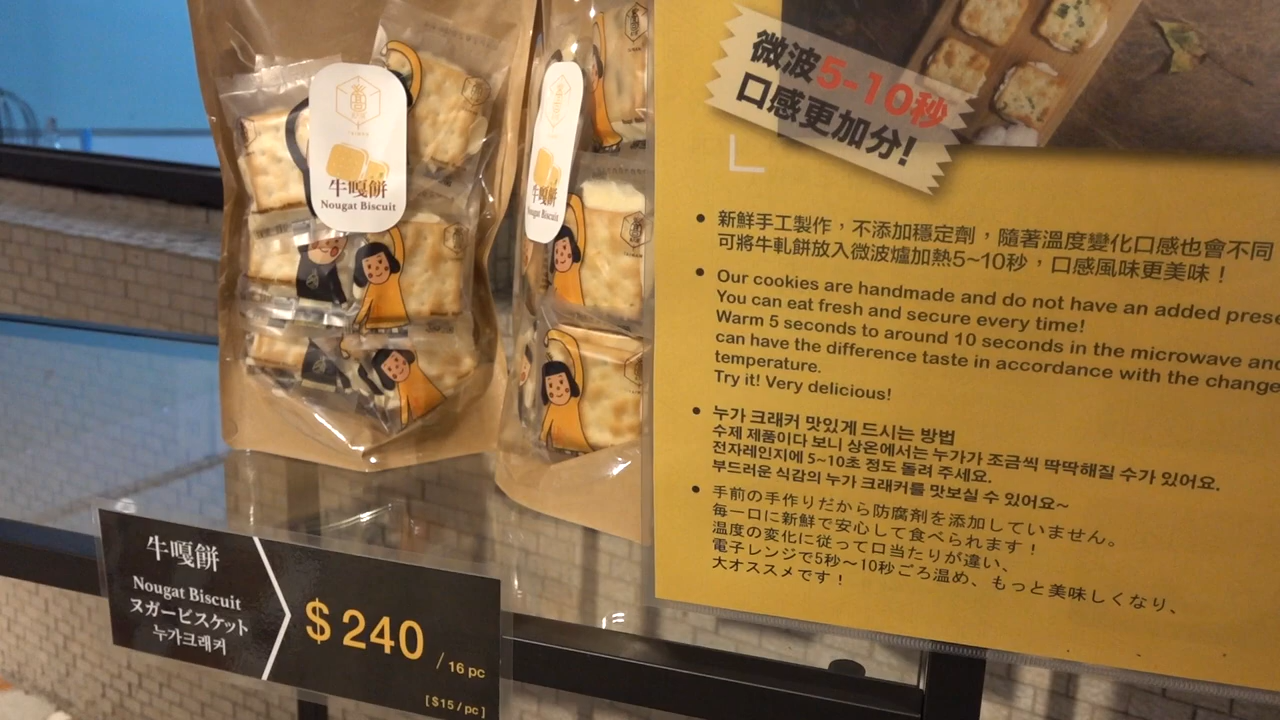 牛嘎餅
Nougat Biscuit
牛嘎餅
Nougat Biscuit
微波5-10秒
口感更加分!
新鮮手工製作，不添加穩定劑，隨著溫度變化口感也會不同
可將牛軋餅放入微波爐加熱5~10秒，口感風味更美味！
Our cookies are handmade and do not have an added prese
You can eat fresh and secure every time!
Warm 5 seconds to around 10 seconds in the microwave and
can have the difference taste in accordance with the change
temperature.
Try it! Very delicious!
누가 크래커 맛있게 드시는 방법
수제 제품이다 보니 상온에서는 누가가 조금씩 딱딱해질 수가 있어요.
전자레인지에 5~10초 정도 돌려 주세요.
부드러운 식감의 누가 크래커를 맛보실 수 있어요~
手前の手作りだから防腐剤を添加していません。
毎一口に新鮮で安心して食べられます！
温度の変化に従って口当たりが違い、
電子レンジで5秒～10秒ごろ温め、もっと美味しくなり、
大オススメです！
牛嘎餅
Nougat Biscuit
ヌガービスケット
누가크래커
$240
/16 pc
[$15/pc]